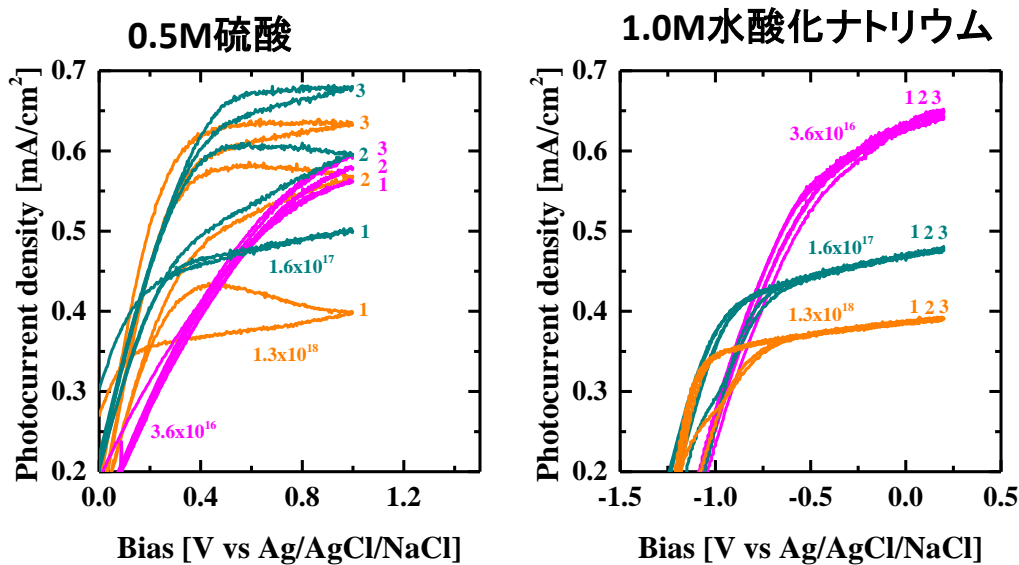 0.5M硫酸
Photocurrent density [mA/cm²]
0.7
0.6
0.5
0.4
0.3
0.2
3
3
3
2
2
1
2
1
1.6x10¹⁷
1
1.3x10¹⁸
3.6x10¹⁶
0.0 0.4 0.8 1.2
Bias [V vs Ag/AgCl/NaCl]
1.0M水酸化ナトリウム
Photocurrent density [mA/cm²]
0.7
0.6
0.5
0.4
0.3
0.2
1 2 3
3.6x10¹⁶
1 2 3
1.6x10¹⁷
1 2 3
1.3x10¹⁸
-1.5 -1.0 -0.5 0.0 0.5
Bias [V vs Ag/AgCl/NaCl]